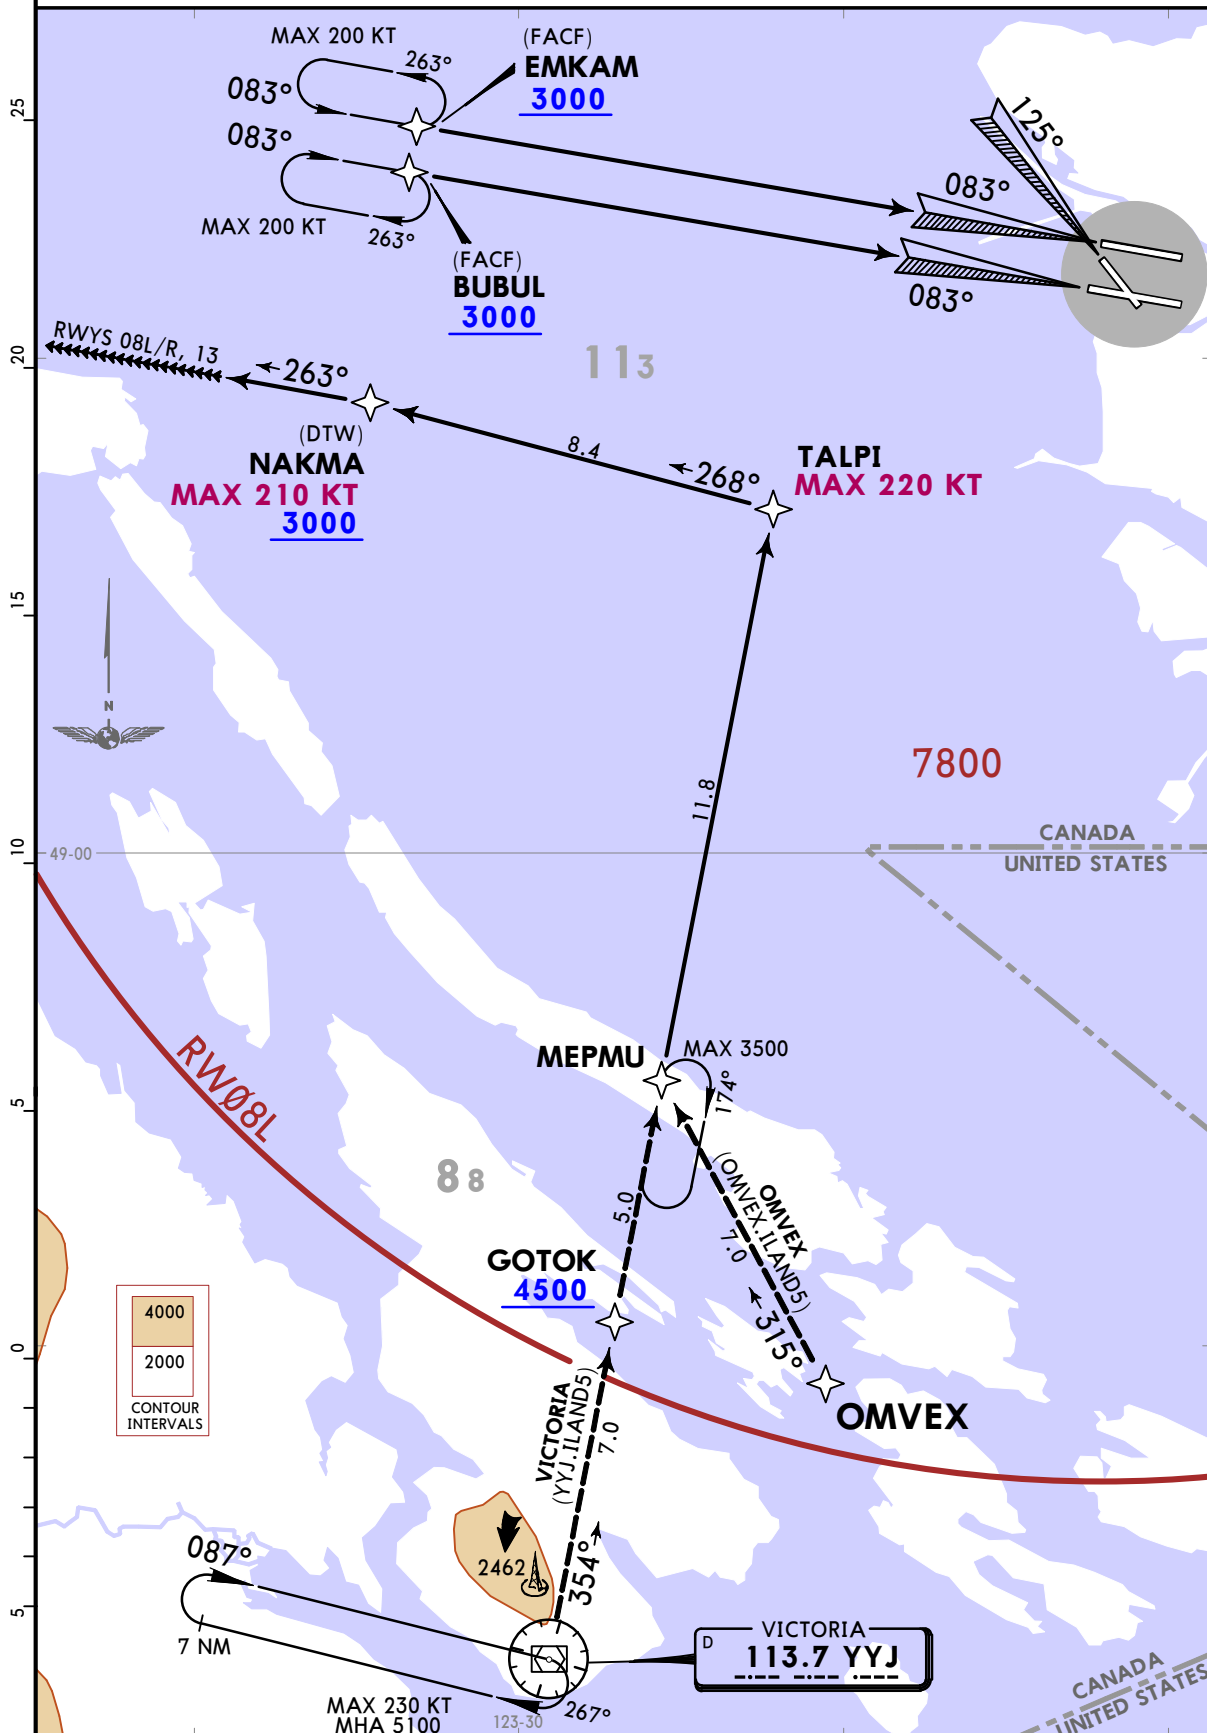 MAX 200 KT
263°
(FACF)
EMKAM
3000
083°
083°
MAX 200 KT
263°
(FACF)
BUBUL
3000
125°
083°
083°
25
20
15
10
5
0
5
RWYS 08L/R, 13
263°
113
(DTW)
NAKMA
MAX 210 KT
3000
8.4
268°
TALPI
MAX 220 KT
N
11.8
7800
49-00
CANADA
UNITED STATES
RWØ8L
MEPMU
MAX 3500
174°
88
5.0
OMVEX
(OMVEX.ILAND5)
7.0
315°
GOTOK
4500
OMVEX
4000
2000
CONTOUR
INTERVALS
VICTORIA
(YYJ.ILAND5)
7.0
354°
2462
087°
7 NM
MAX 230 KT
MHA 5100
267°
123-30
D
VICTORIA
113.7 YYJ
CANADA
UNITED STATES